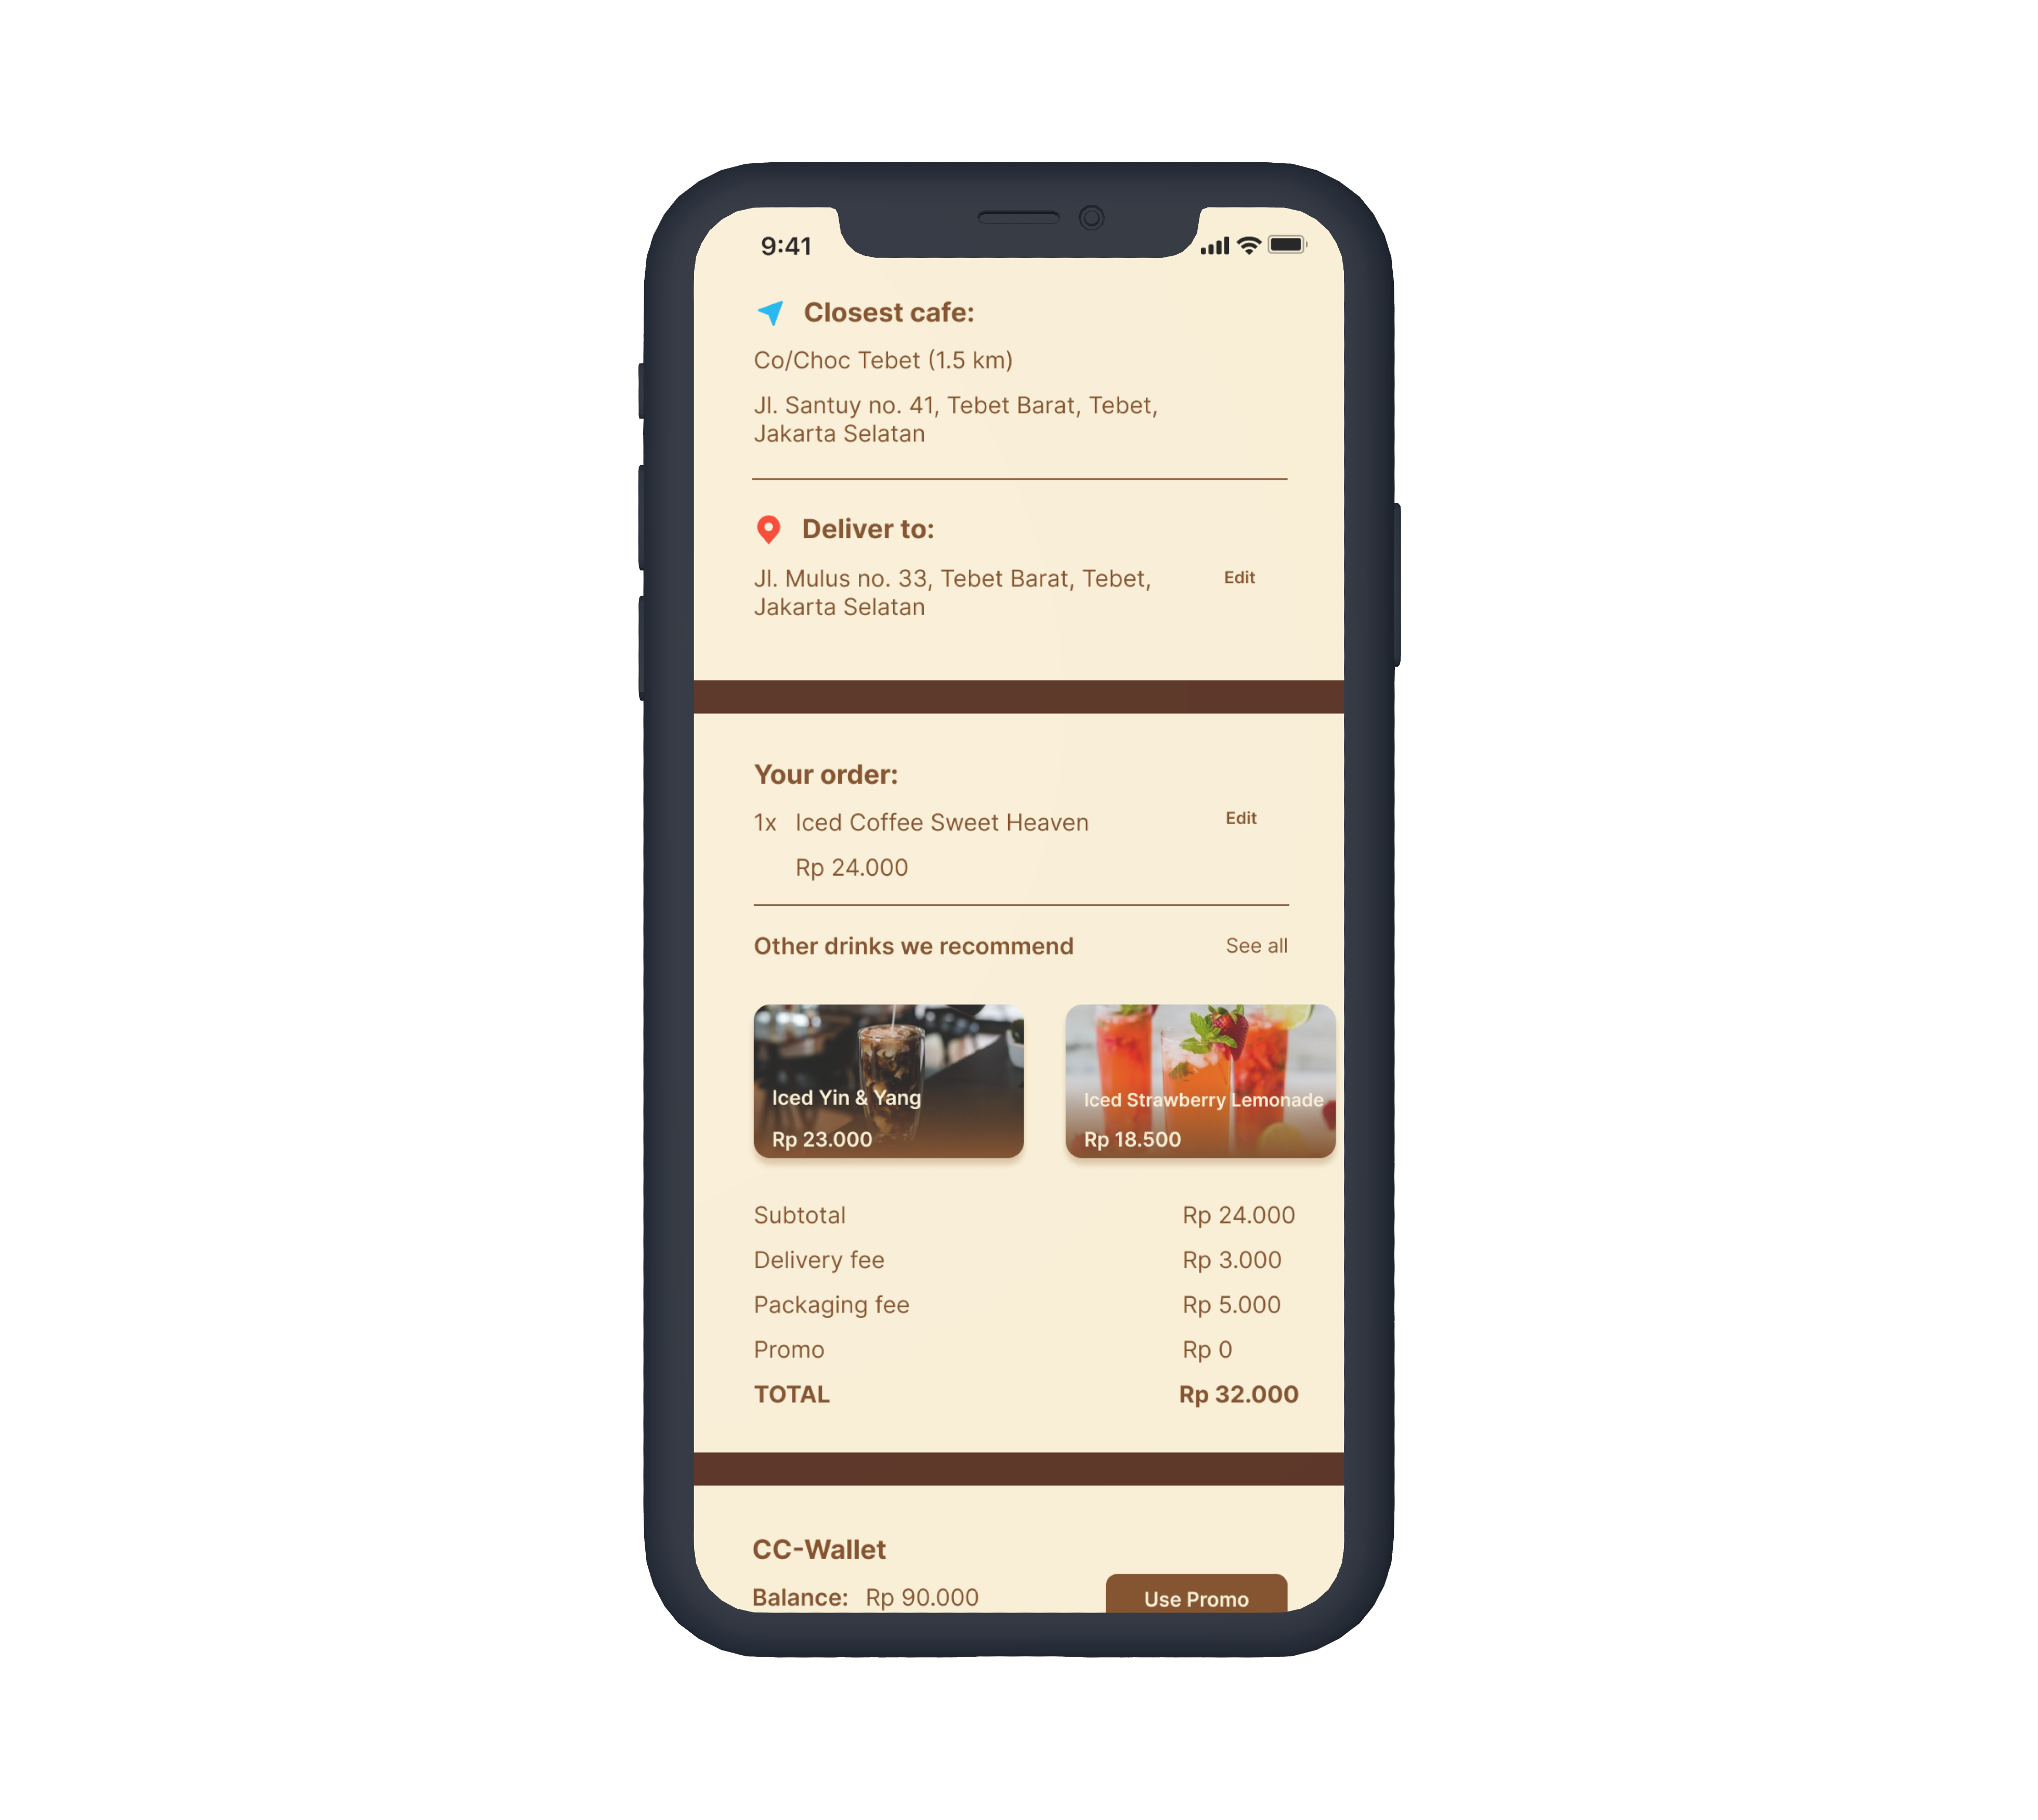 9:41
Closest cafe:
Co/Choc Tebet (1.5 km)
Jl. Santuy no. 41, Tebet Barat, Tebet,
Jakarta Selatan
Deliver to:
Jl. Mulus no. 33, Tebet Barat, Tebet, Edit
Jakarta Selatan
Your order:
1x Iced Coffee Sweet Heaven Edit
Rp 24.000
Other drinks we recommend See all
Iced Yin & Yang
Rp 23.000
Iced Strawberry Lemonade
Rp 18.500
Subtotal Rp 24.000
Delivery fee Rp 3.000
Packaging fee Rp 5.000
Promo Rp 0
TOTAL Rp 32.000
CC-Wallet
Balance: Rp 90.000 Use Promo